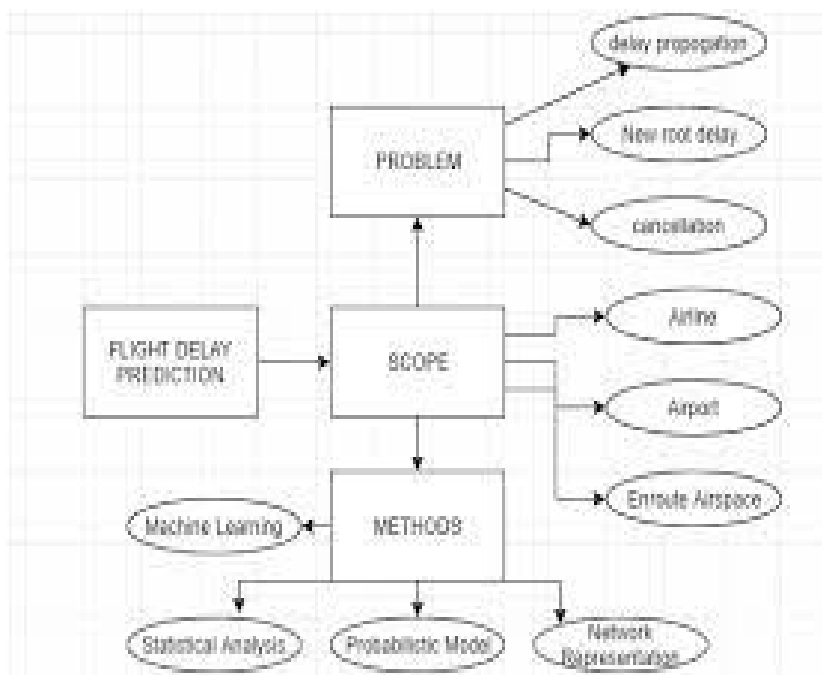 delay propogation
New root delay
PROBLEM
cancellation
Airline
FLIGHT DELAY
PREDICTION
SCOPE
Airport
Enroute Airspace
Machine Learning
METHODS
Statistical Analysis
Probabilistic Model
Network
Representation